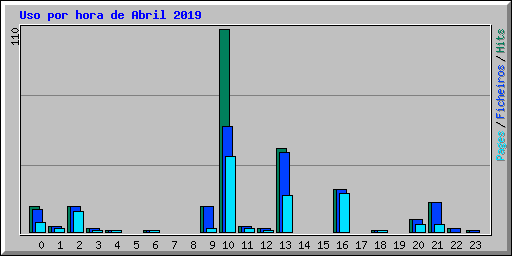 Uso por hora de Abril 2019
110
Pages / Ficheiros / Hits
0 1 2 3 4 5 6 7 8 9 10 11 12 13 14 15 16 17 18 19 20 21 22 23